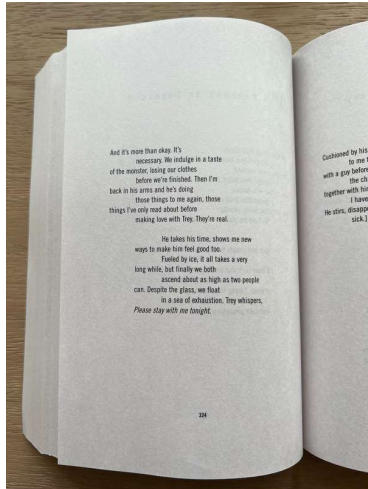 And it's more than okay. It's
necessary. We indulge in a taste
of the monster, losing our clothes
before we're finished. Then I'm
back in his arms and he's doing
those things to me again, those
things I've only read about before
making love with Trey. They're real.
He takes his time, shows me new
ways to make him feel good too.
Fueled by ice, it all takes a very
long while, but finally we both
ascend about as high as two people
can. Despite the glass, we float
in a sea of exhaustion. Trey whispers,
Please stay with me tonight.
324
Cushioned by his
to me
with a guy before
the
together with
I have
He stirs,
sick.]